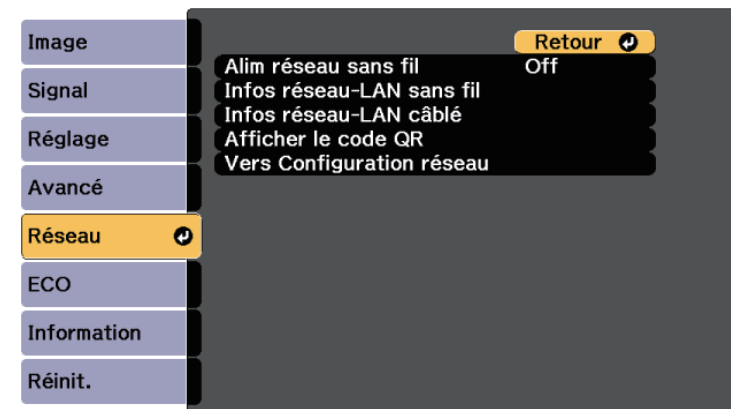 Image
Signal
Réglage
Avancé
Réseau
ECO
Information
Réinit.
Retour
Alim réseau sans fil Off
Infos réseau-LAN sans fil
Infos réseau-LAN câblé
Afficher le code QR
Vers Configuration réseau